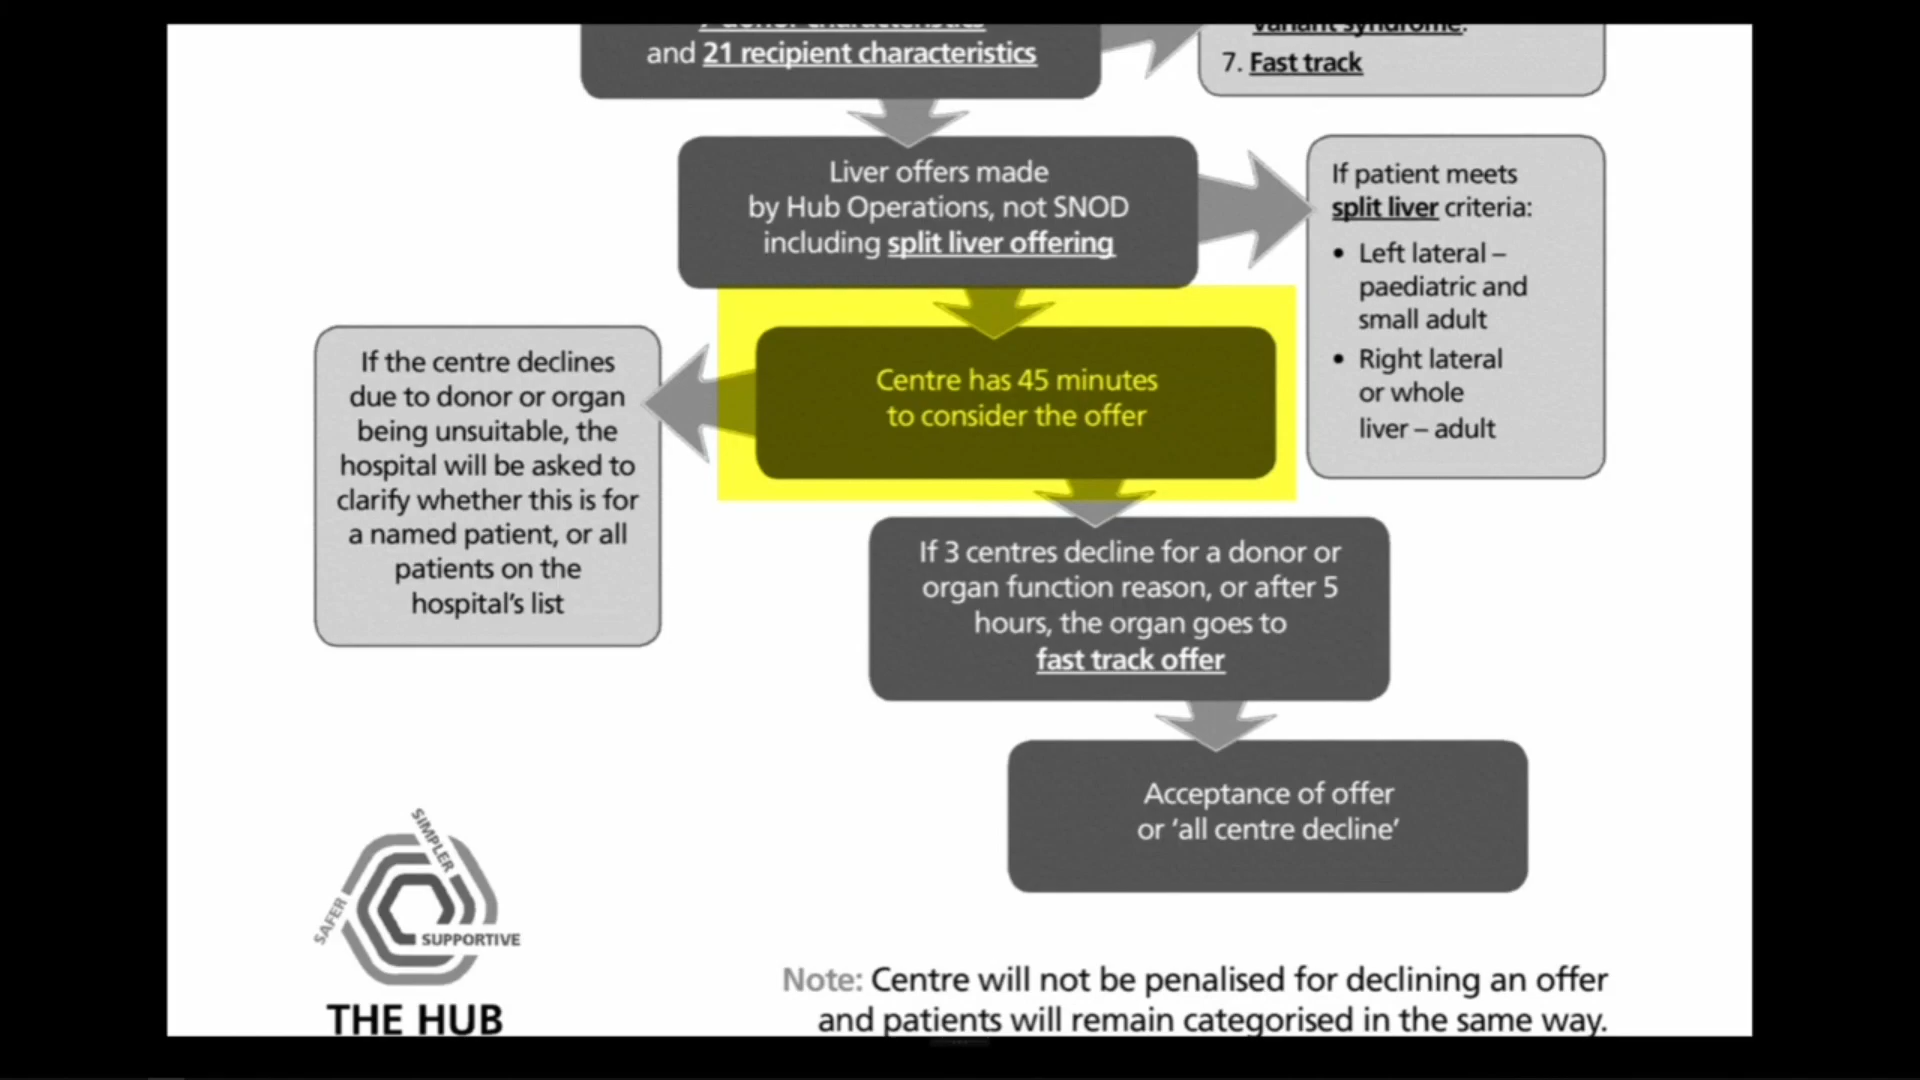 7 donor characteristics
and 21 recipient characteristics
variant syndrome.
7. Fast track
Liver offers made
by Hub Operations, not SNOD
including split liver offering
If patient meets
split liver criteria:
• Left lateral –
paediatric and
small adult
• Right lateral
or whole
liver – adult
Centre has 45 minutes
to consider the offer
If the centre declines
due to donor or organ
being unsuitable, the
hospital will be asked to
clarify whether this is for
a named patient, or all
patients on the
hospital's list
If 3 centres decline for a donor or
organ function reason, or after 5
hours, the organ goes to
fast track offer
Acceptance of offer
or 'all centre decline'
SIMPLER
SAFER
SUPPORTIVE
THE HUB
Note: Centre will not be penalised for declining an offer
and patients will remain categorised in the same way.